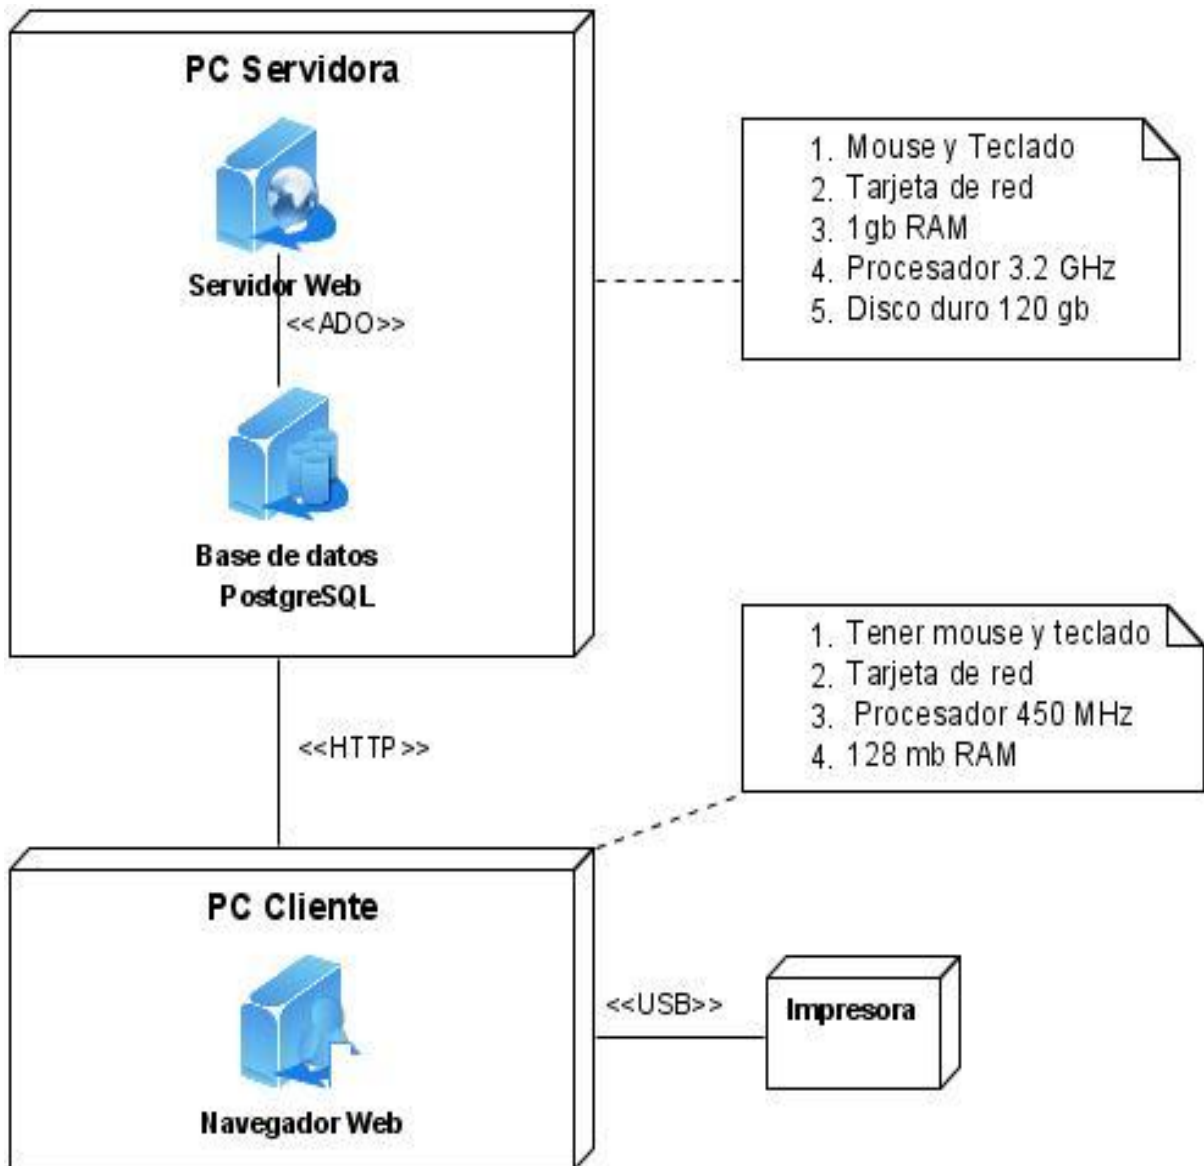 PC Servidora
Servidor Web
<<ADO>>
Base de datos
PostgreSQL
1. Mouse y Teclado
2. Tarjeta de red
3. 1gb RAM
4. Procesador 3.2 GHz
5. Disco duro 120 gb
<<HTTP>>
1. Tener mouse y teclado
2. Tarjeta de red
3. Procesador 450 MHz
4. 128 mb RAM
PC Cliente
Navegador Web
<<USB>>
Impresora